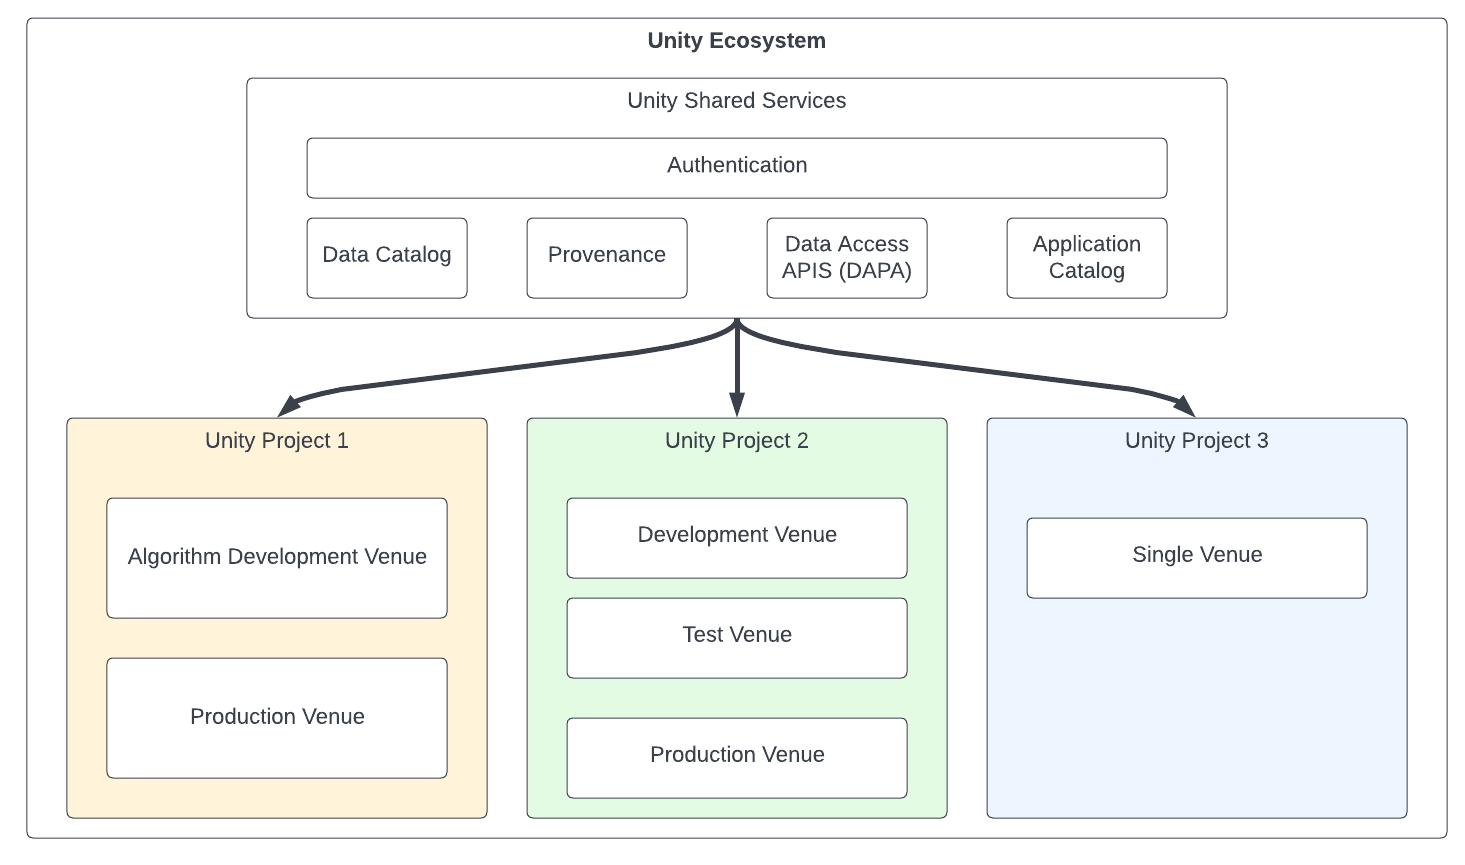 Unity Ecosystem
Unity Shared Services
Authentication
Data Catalog
Provenance
Data Access
APIS (DAPA)
Application
Catalog
Unity Project 1
Algorithm Development Venue
Production Venue
Unity Project 2
Development Venue
Test Venue
Production Venue
Unity Project 3
Single Venue